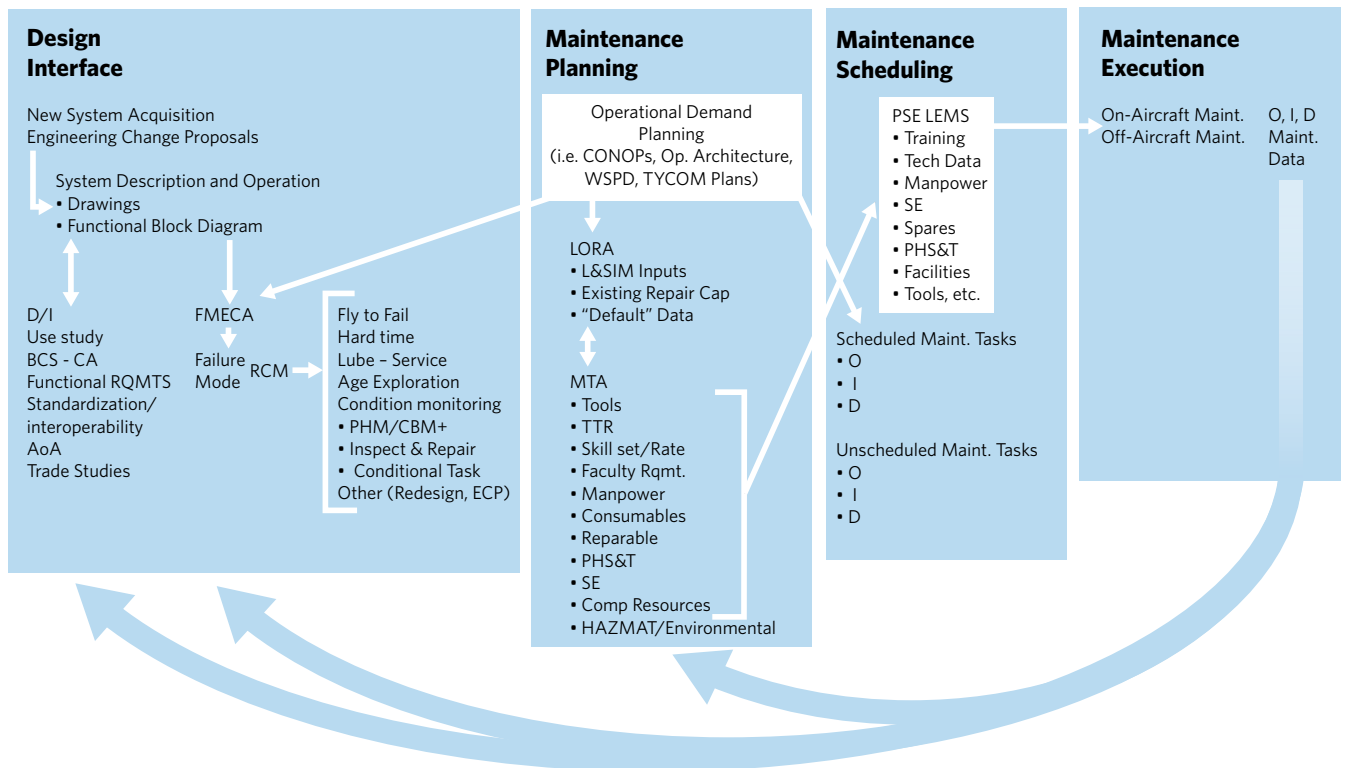 Design
Interface
New System Acquisition
Engineering Change Proposals
System Description and Operation
• Drawings
• Functional Block Diagram
D/I
Use study
BCS - CA
Functional RQMTS
Standardization/
interoperability
AoA
Trade Studies
FMECA
Failure
Mode
RCM
Fly to Fail
Hard time
Lube – Service
Age Exploration
Condition monitoring
• PHM/CBM+
• Inspect & Repair
• Conditional Task
Other (Redesign, ECP)
Maintenance
Planning
Operational Demand
Planning
(i.e. CONOPs, Op. Architecture,
WSPD, TYCOM Plans)
LORA
• L&SIM Inputs
• Existing Repair Cap
• “Default” Data
MTA
• Tools
• TTR
• Skill set/Rate
• Faculty Rqmt.
• Manpower
• Consumables
• Reparable
• PHS&T
• SE
• Comp Resources
• HAZMAT/Environmental
Maintenance
Scheduling
PSE LEMS
• Training
• Tech Data
• Manpower
• SE
• Spares
• PHS&T
• Facilities
• Tools, etc.
Scheduled Maint. Tasks
• O
• I
• D
Unscheduled Maint. Tasks
• O
• I
• D
Maintenance
Execution
On-Aircraft Maint.
Off-Aircraft Maint.
O, I, D
Maint.
Data